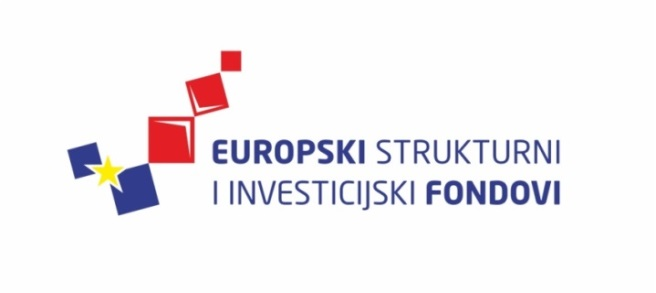 EUROPSKI STRUKTURNI
I INVESTICIJSKI FONDOVI